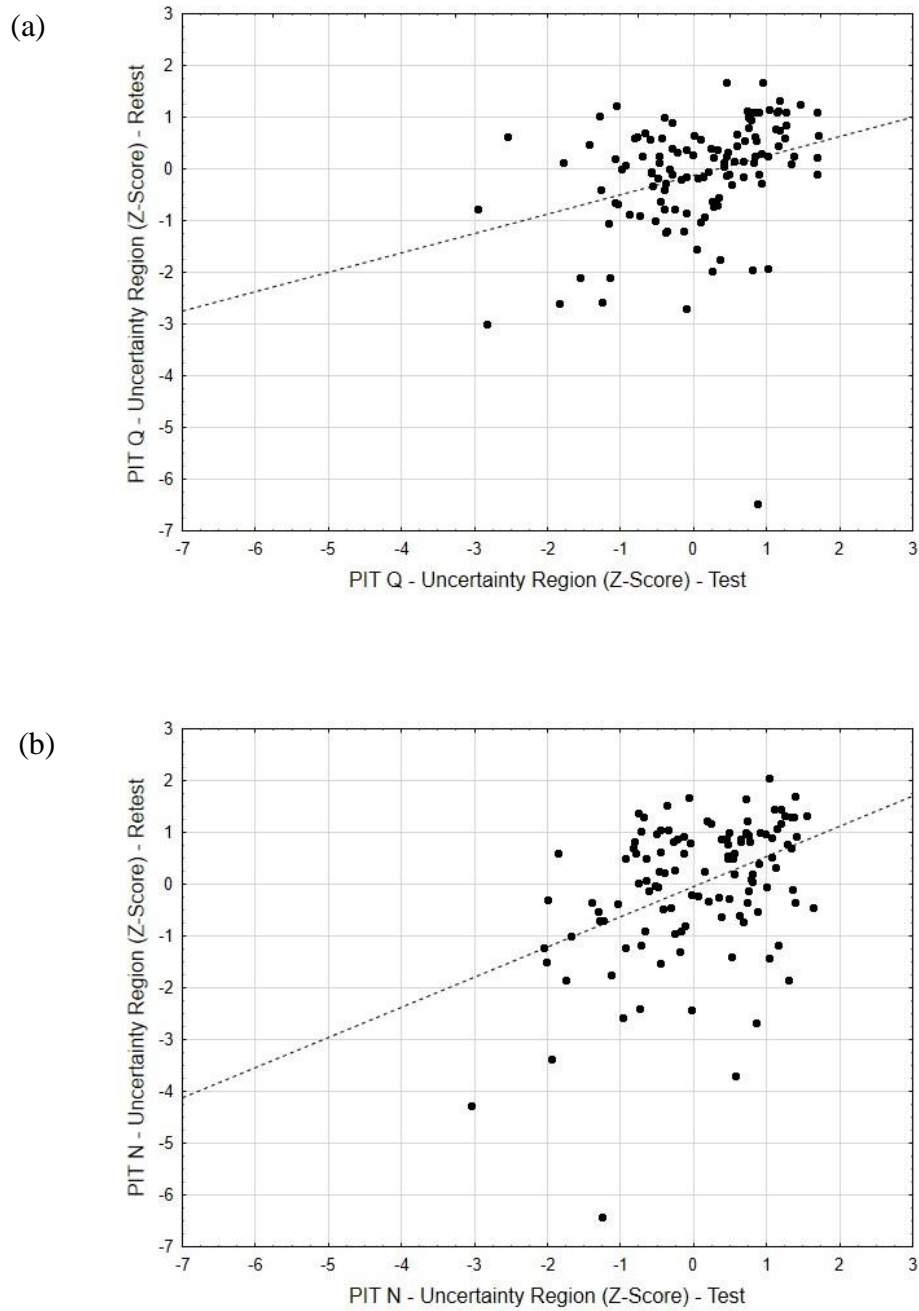 (a)
PIT Q - Uncertainty Region (Z-Score) - Retest
3
2
1
0
-1
-2
-3
-4
-5
-6
-7
-7 -6 -5 -4 -3 -2 -1 0 1 2 3
PIT Q - Uncertainty Region (Z-Score) - Test
(b)
PIT N - Uncertainty Region (Z-Score) - Retest
3
2
1
0
-1
-2
-3
-4
-5
-6
-7
-7 -6 -5 -4 -3 -2 -1 0 1 2 3
PIT N - Uncertainty Region (Z-Score) - Test